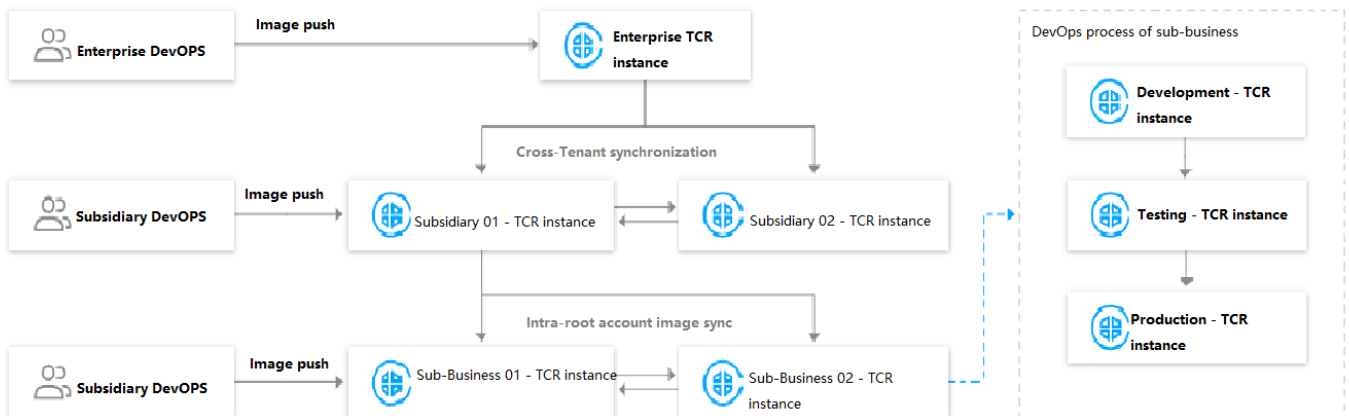 Image push
Enterprise DevOPS
Enterprise TCR
instance
DevOps process of sub-business
Development - TCR
instance
Cross-Tenant synchronization
Image push
Subsidiary DevOPS
Subsidiary 01 - TCR instance
Subsidiary 02 - TCR instance
Testing - TCR instance
Intra-root account image sync
Production - TCR
instance
Image push
Subsidiary DevOPS
Sub-Business 01 - TCR instance
Sub-Business 02 - TCR
instance